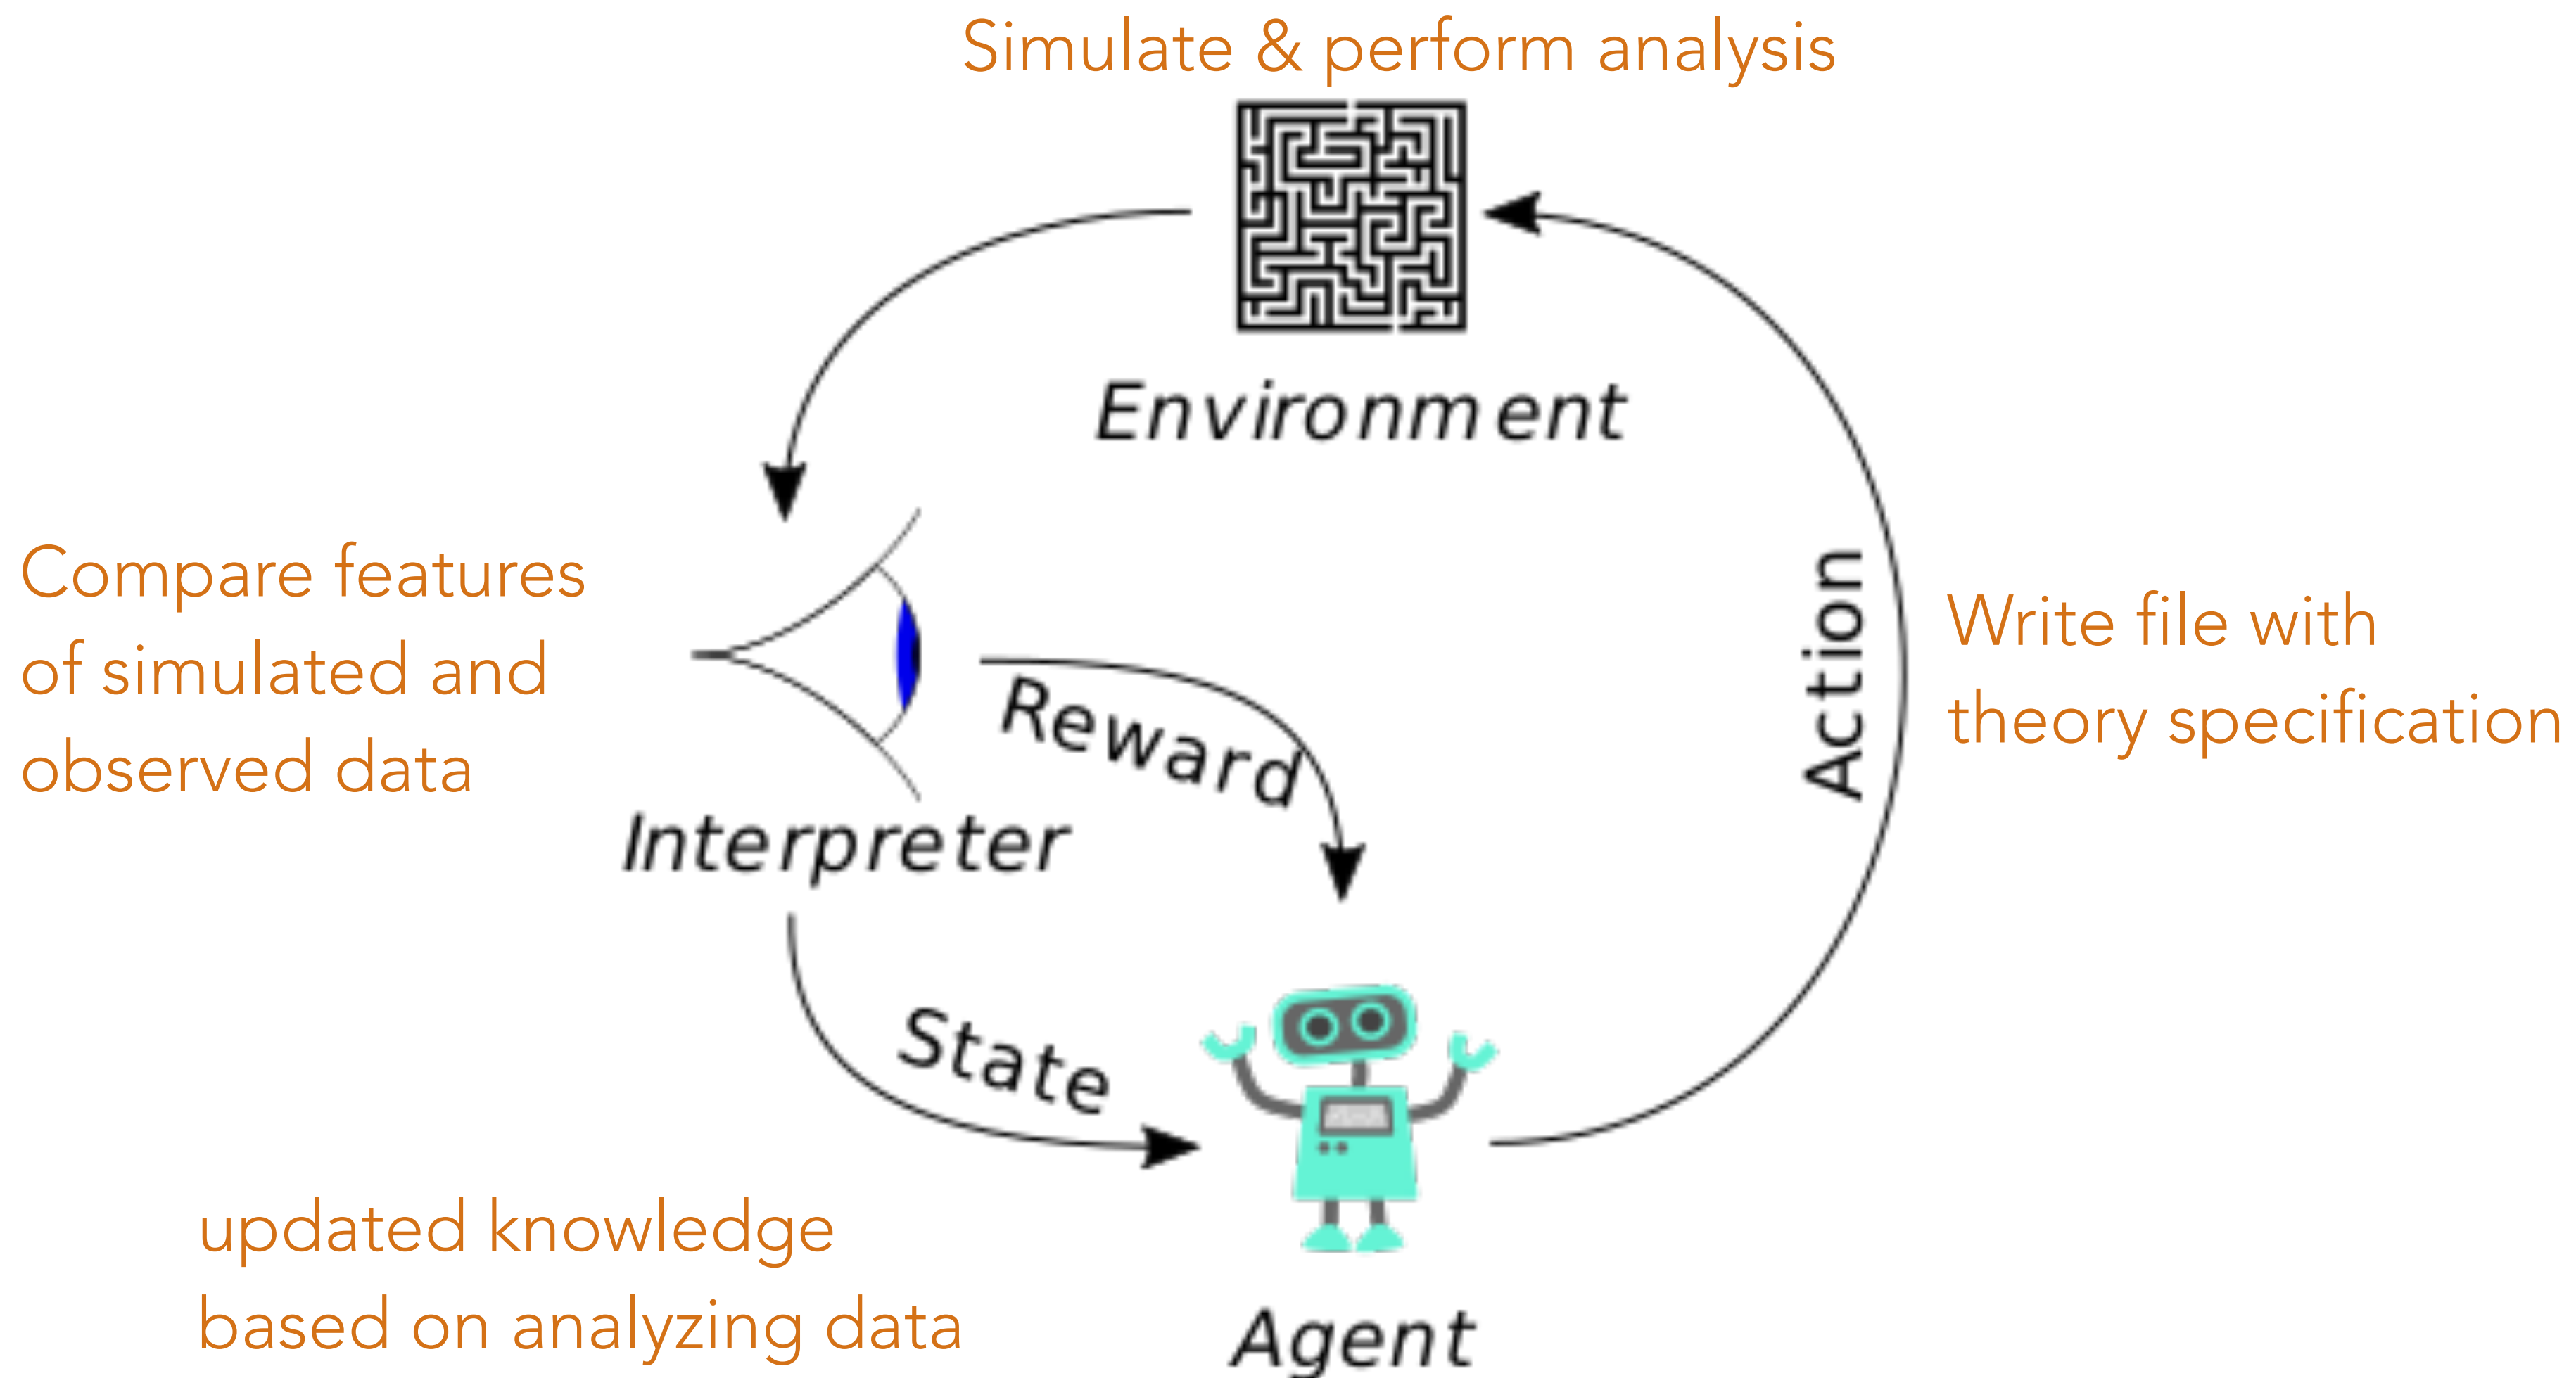 Simulate & perform analysis
Environment
Compare features
of simulated and
observed data
Reward
Action
Write file with
theory specification
Interpreter
State
updated knowledge
based on analyzing data
Agent